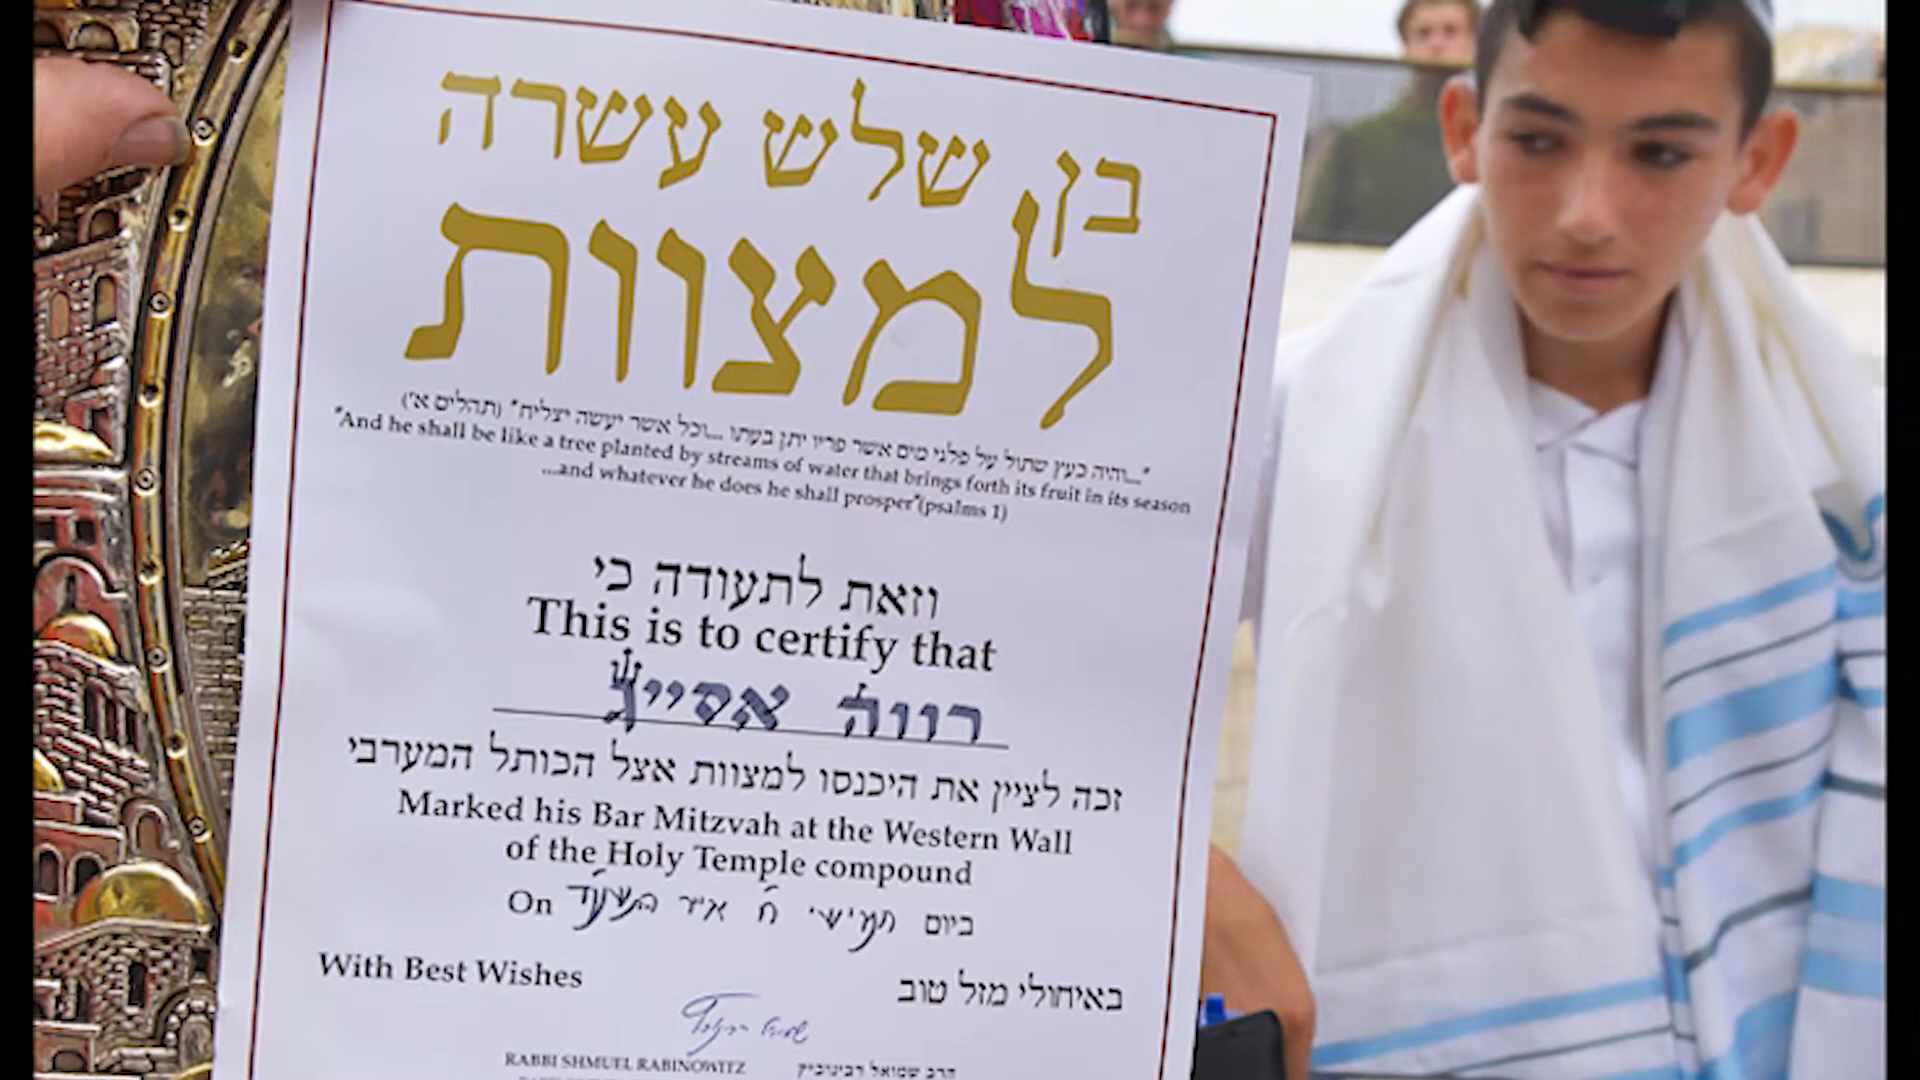 בן שלש עשרה
למצוות
"...והיה כעץ שתול על פלגי מים אשר פריו יתן בעתו ...וכל אשר יעשה יצליח" (תהלים א')
"And he shall be like a tree planted by streams of water that brings forth its fruit in its season
...and whatever he does he shall prosper"(psalms 1)
וזאת לתעודה כי
This is to certify that
רווה אסייג
זכה לציין את היכנסו למצוות אצל הכותל המערבי
Marked his Bar Mitzvah at the Western Wall
of the Holy Temple compound
On ביום חמישי ח' איר
With Best Wishes באיחולי מזל טוב
RABBI SHMUEL RABINOWITZ הרב שמואל רבינוביץ